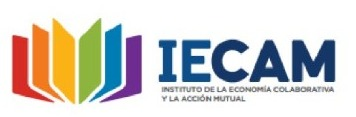 IECAM
INSTITUTO DE LA ECONOMÍA COLABORATIVA
Y LA ACCIÓN MUTUAL